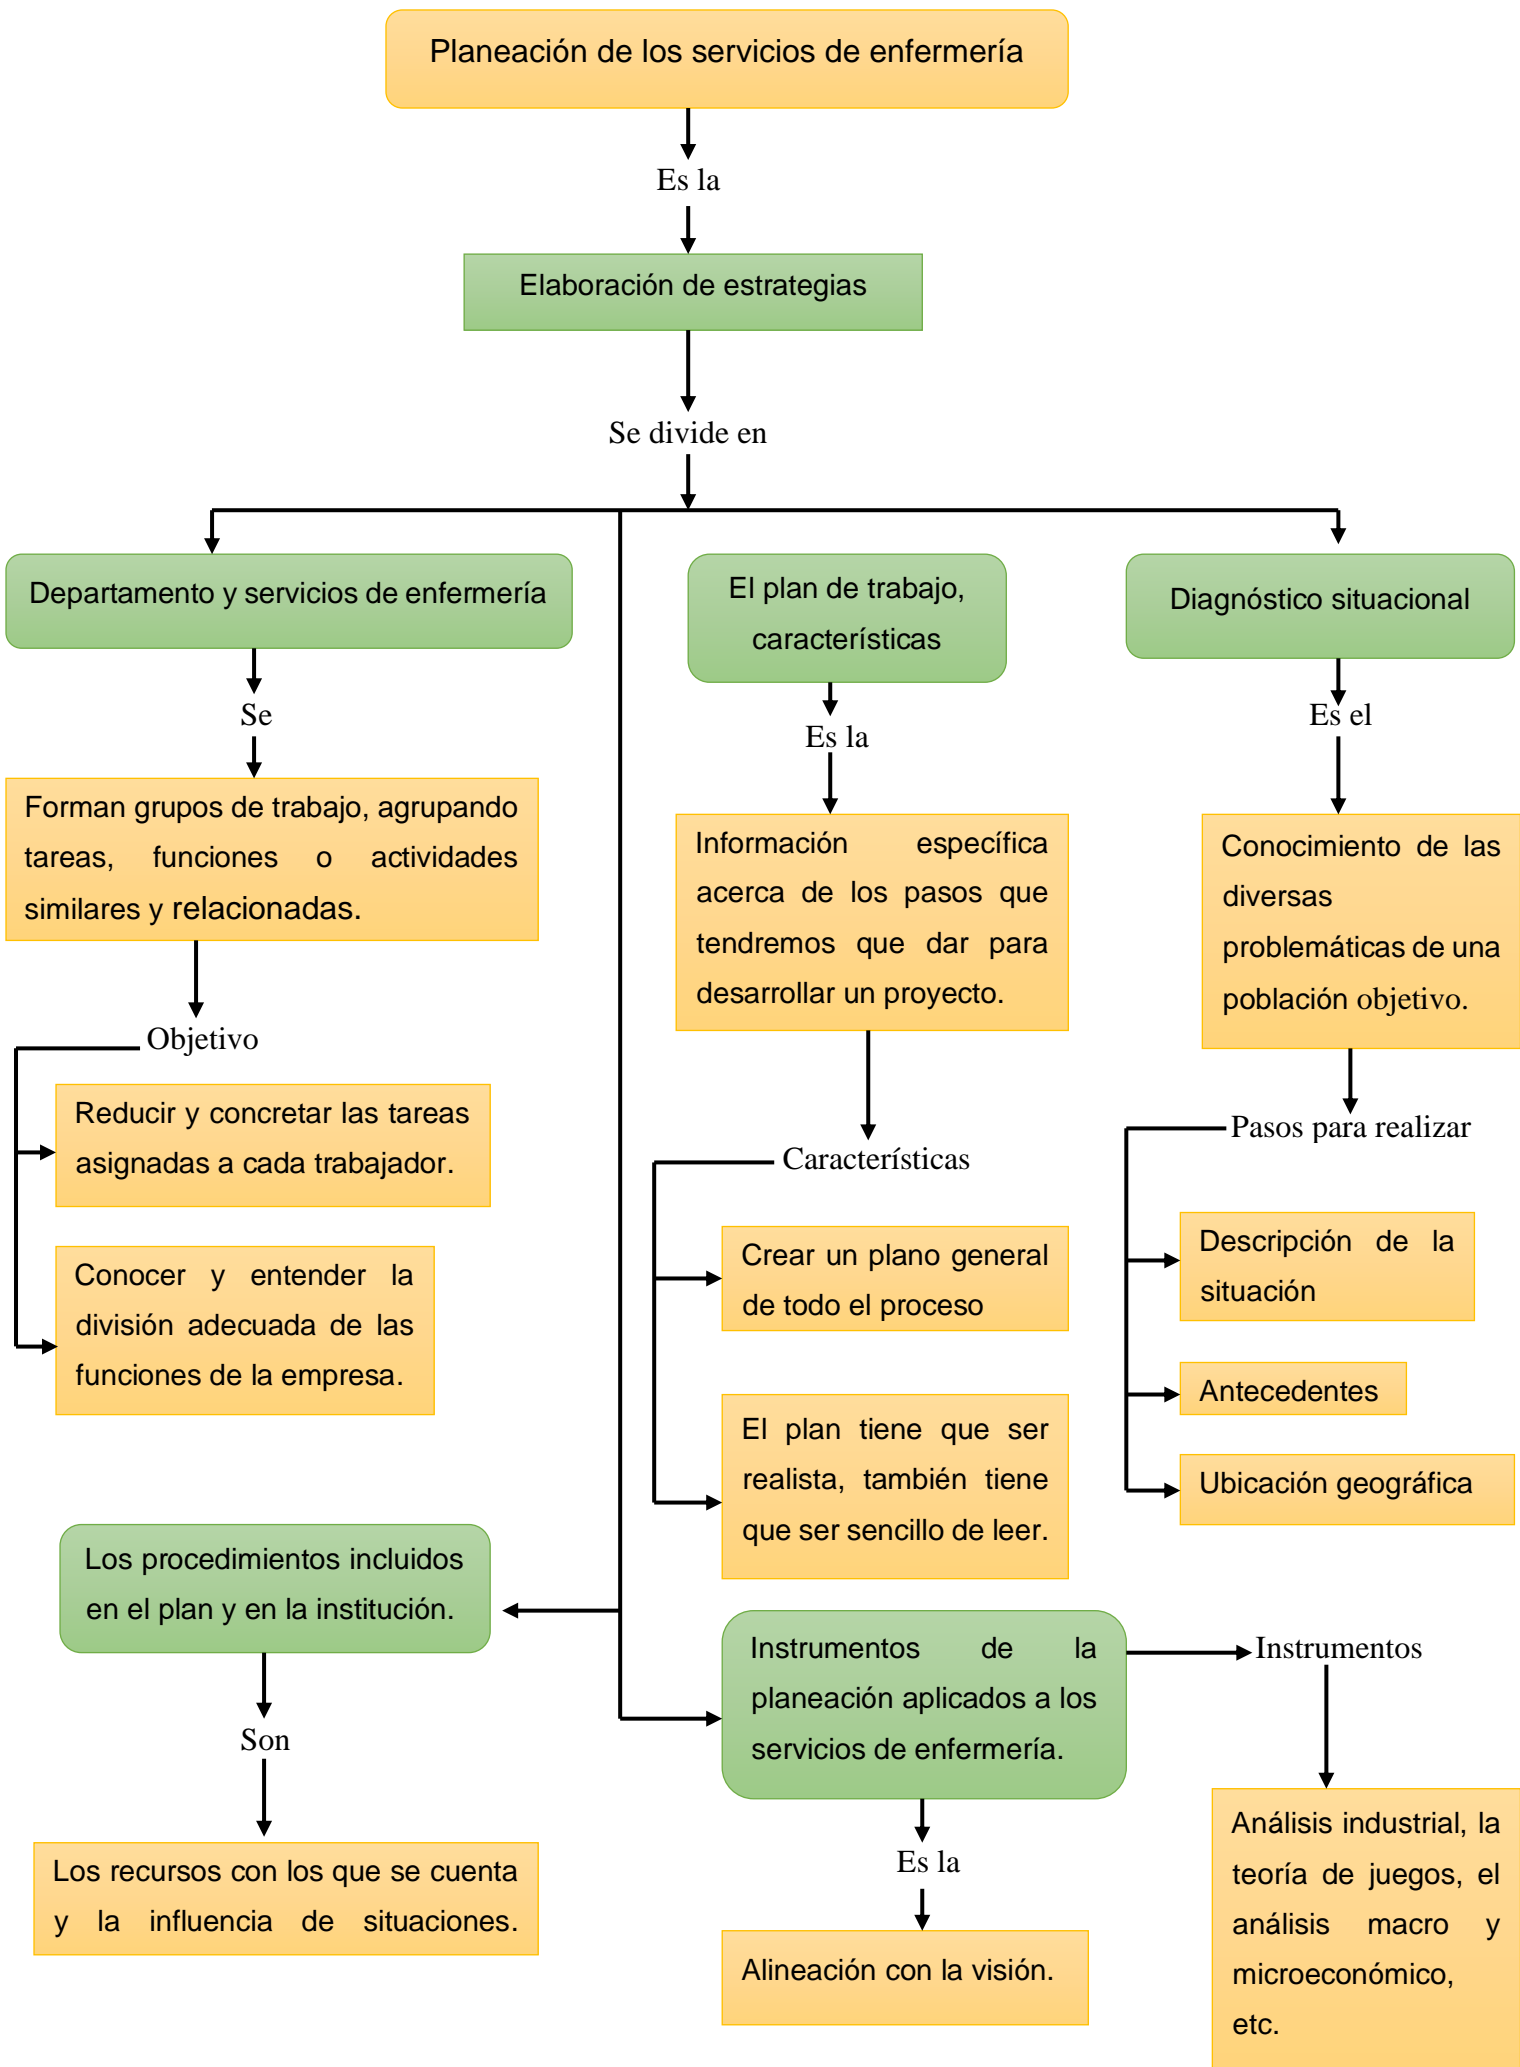 Planeación de los servicios de enfermería
Es la
Elaboración de estrategias
Se divide en
Departamento y servicios de enfermería
Se
Forman grupos de trabajo, agrupando
tareas, funciones o actividades
similares y relacionadas.
Objetivo
Reducir y concretar las tareas
asignadas a cada trabajador.
Conocer y entender la
división adecuada de las
funciones de la empresa.
El plan de trabajo,
características
Es la
Información específica
acerca de los pasos que
tendremos que dar para
desarrollar un proyecto.
Características
Crear un plano general
de todo el proceso
El plan tiene que ser
realista, también tiene
que ser sencillo de leer.
Diagnóstico situacional
Es el
Conocimiento de las
diversas
problemáticas de una
población objetivo.
Pasos para realizar
Descripción de la
situación
Antecedentes
Ubicación geográfica
Los procedimientos incluidos
en el plan y en la institución.
Son
Los recursos con los que se cuenta
y la influencia de situaciones.
Instrumentos de la
planeación aplicados a los
servicios de enfermería.
Es la
Alineación con la visión.
Instrumentos
Análisis industrial, la
teoría de juegos, el
análisis macro y
microeconómico,
etc.